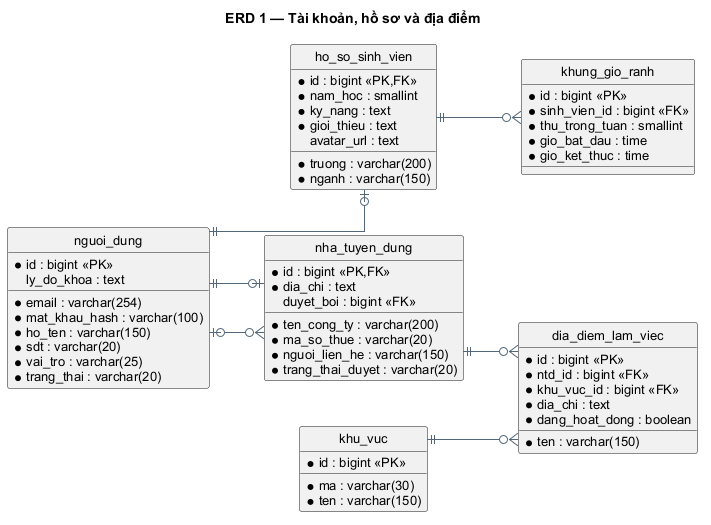 ERD 1 — Tài khoản, hồ sơ và địa điểm
ho_so_sinh_vien
id : bigint «PK,FK»
nam_hoc : smallint
ky_nang : text
gioi_thieu : text
avatar_url : text
truong : varchar(200)
nganh : varchar(150)
khung_gio_ranh
id : bigint «PK»
sinh_vien_id : bigint «FK»
thu_trong_tuan : smallint
gio_bat_dau : time
gio_ket_thuc : time
nguoi_dung
id : bigint «PK»
ly_do_khoa : text
email : varchar(254)
mat_khau_hash : varchar(100)
ho_ten : varchar(150)
sdt : varchar(20)
vai_tro : varchar(25)
trang_thai : varchar(20)
nha_tuyen_dung
id : bigint «PK,FK»
dia_chi : text
duyet_boi : bigint «FK»
ten_cong_ty : varchar(200)
ma_so_thue : varchar(20)
nguoi_lien_he : varchar(150)
trang_thai_duyet : varchar(20)
dia_diem_lam_viec
id : bigint «PK»
ntd_id : bigint «FK»
khu_vuc_id : bigint «FK»
dia_chi : text
dang_hoat_dong : boolean
ten : varchar(150)
khu_vuc
id : bigint «PK»
ma : varchar(30)
ten : varchar(150)